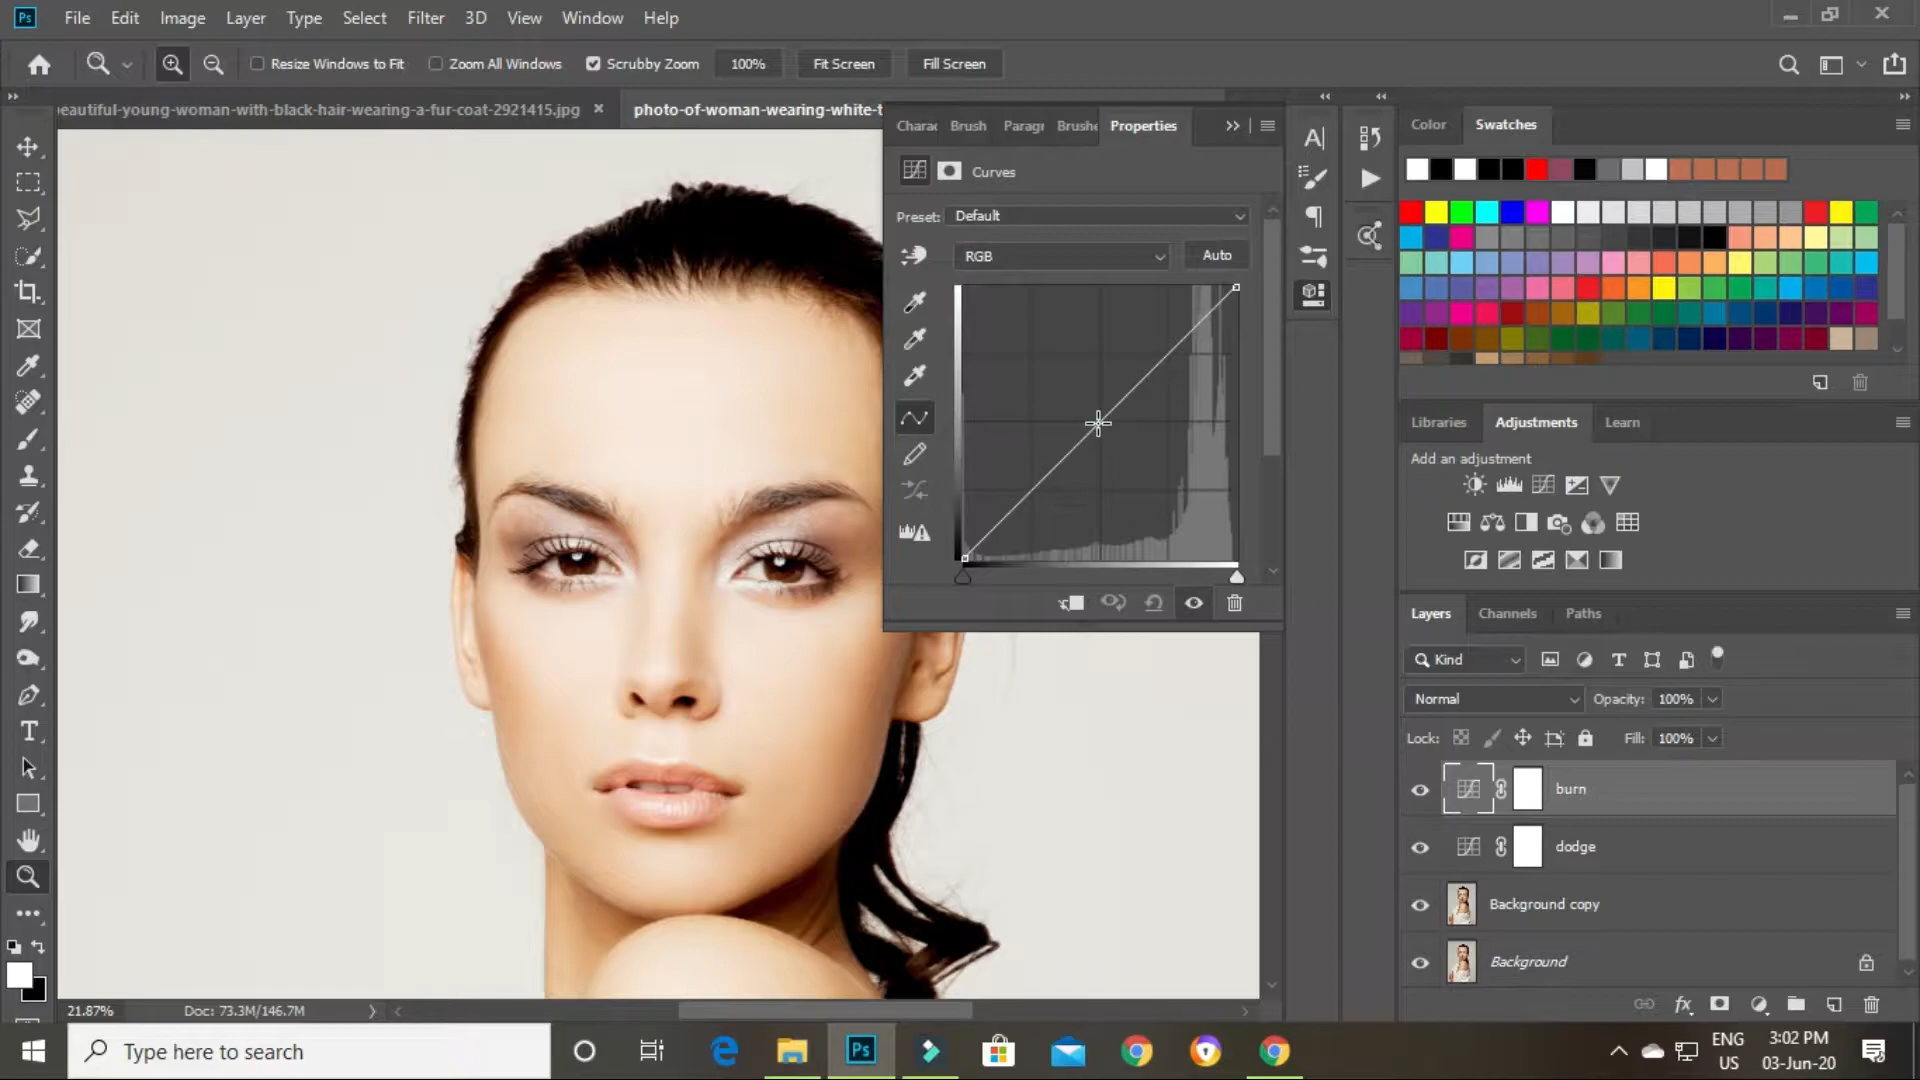 Ps File Edit Image Layer Type Select Filter 3D View Window Help
Resize Windows to Fit Zoom All Windows Scrubby Zoom 100% Fit Screen Fill Screen
eautiful-young-woman-with-black-hair-wearing-a-fur-coat-2921415.jpg × photo-of-woman-wearing-white-t
Charac Brush Paragr Brushe Properties
Curves
Preset: Default
RGB Auto
Color Swatches
Libraries Adjustments Learn
Add an adjustment
Layers Channels Paths
Kind
Normal Opacity: 100%
Lock: Fill: 100%
burn
dodge
Background copy
Background
21.87% Doc: 73.3M/146.7M
Type here to search
Ps
ENG
US
3:02 PM
03-Jun-20